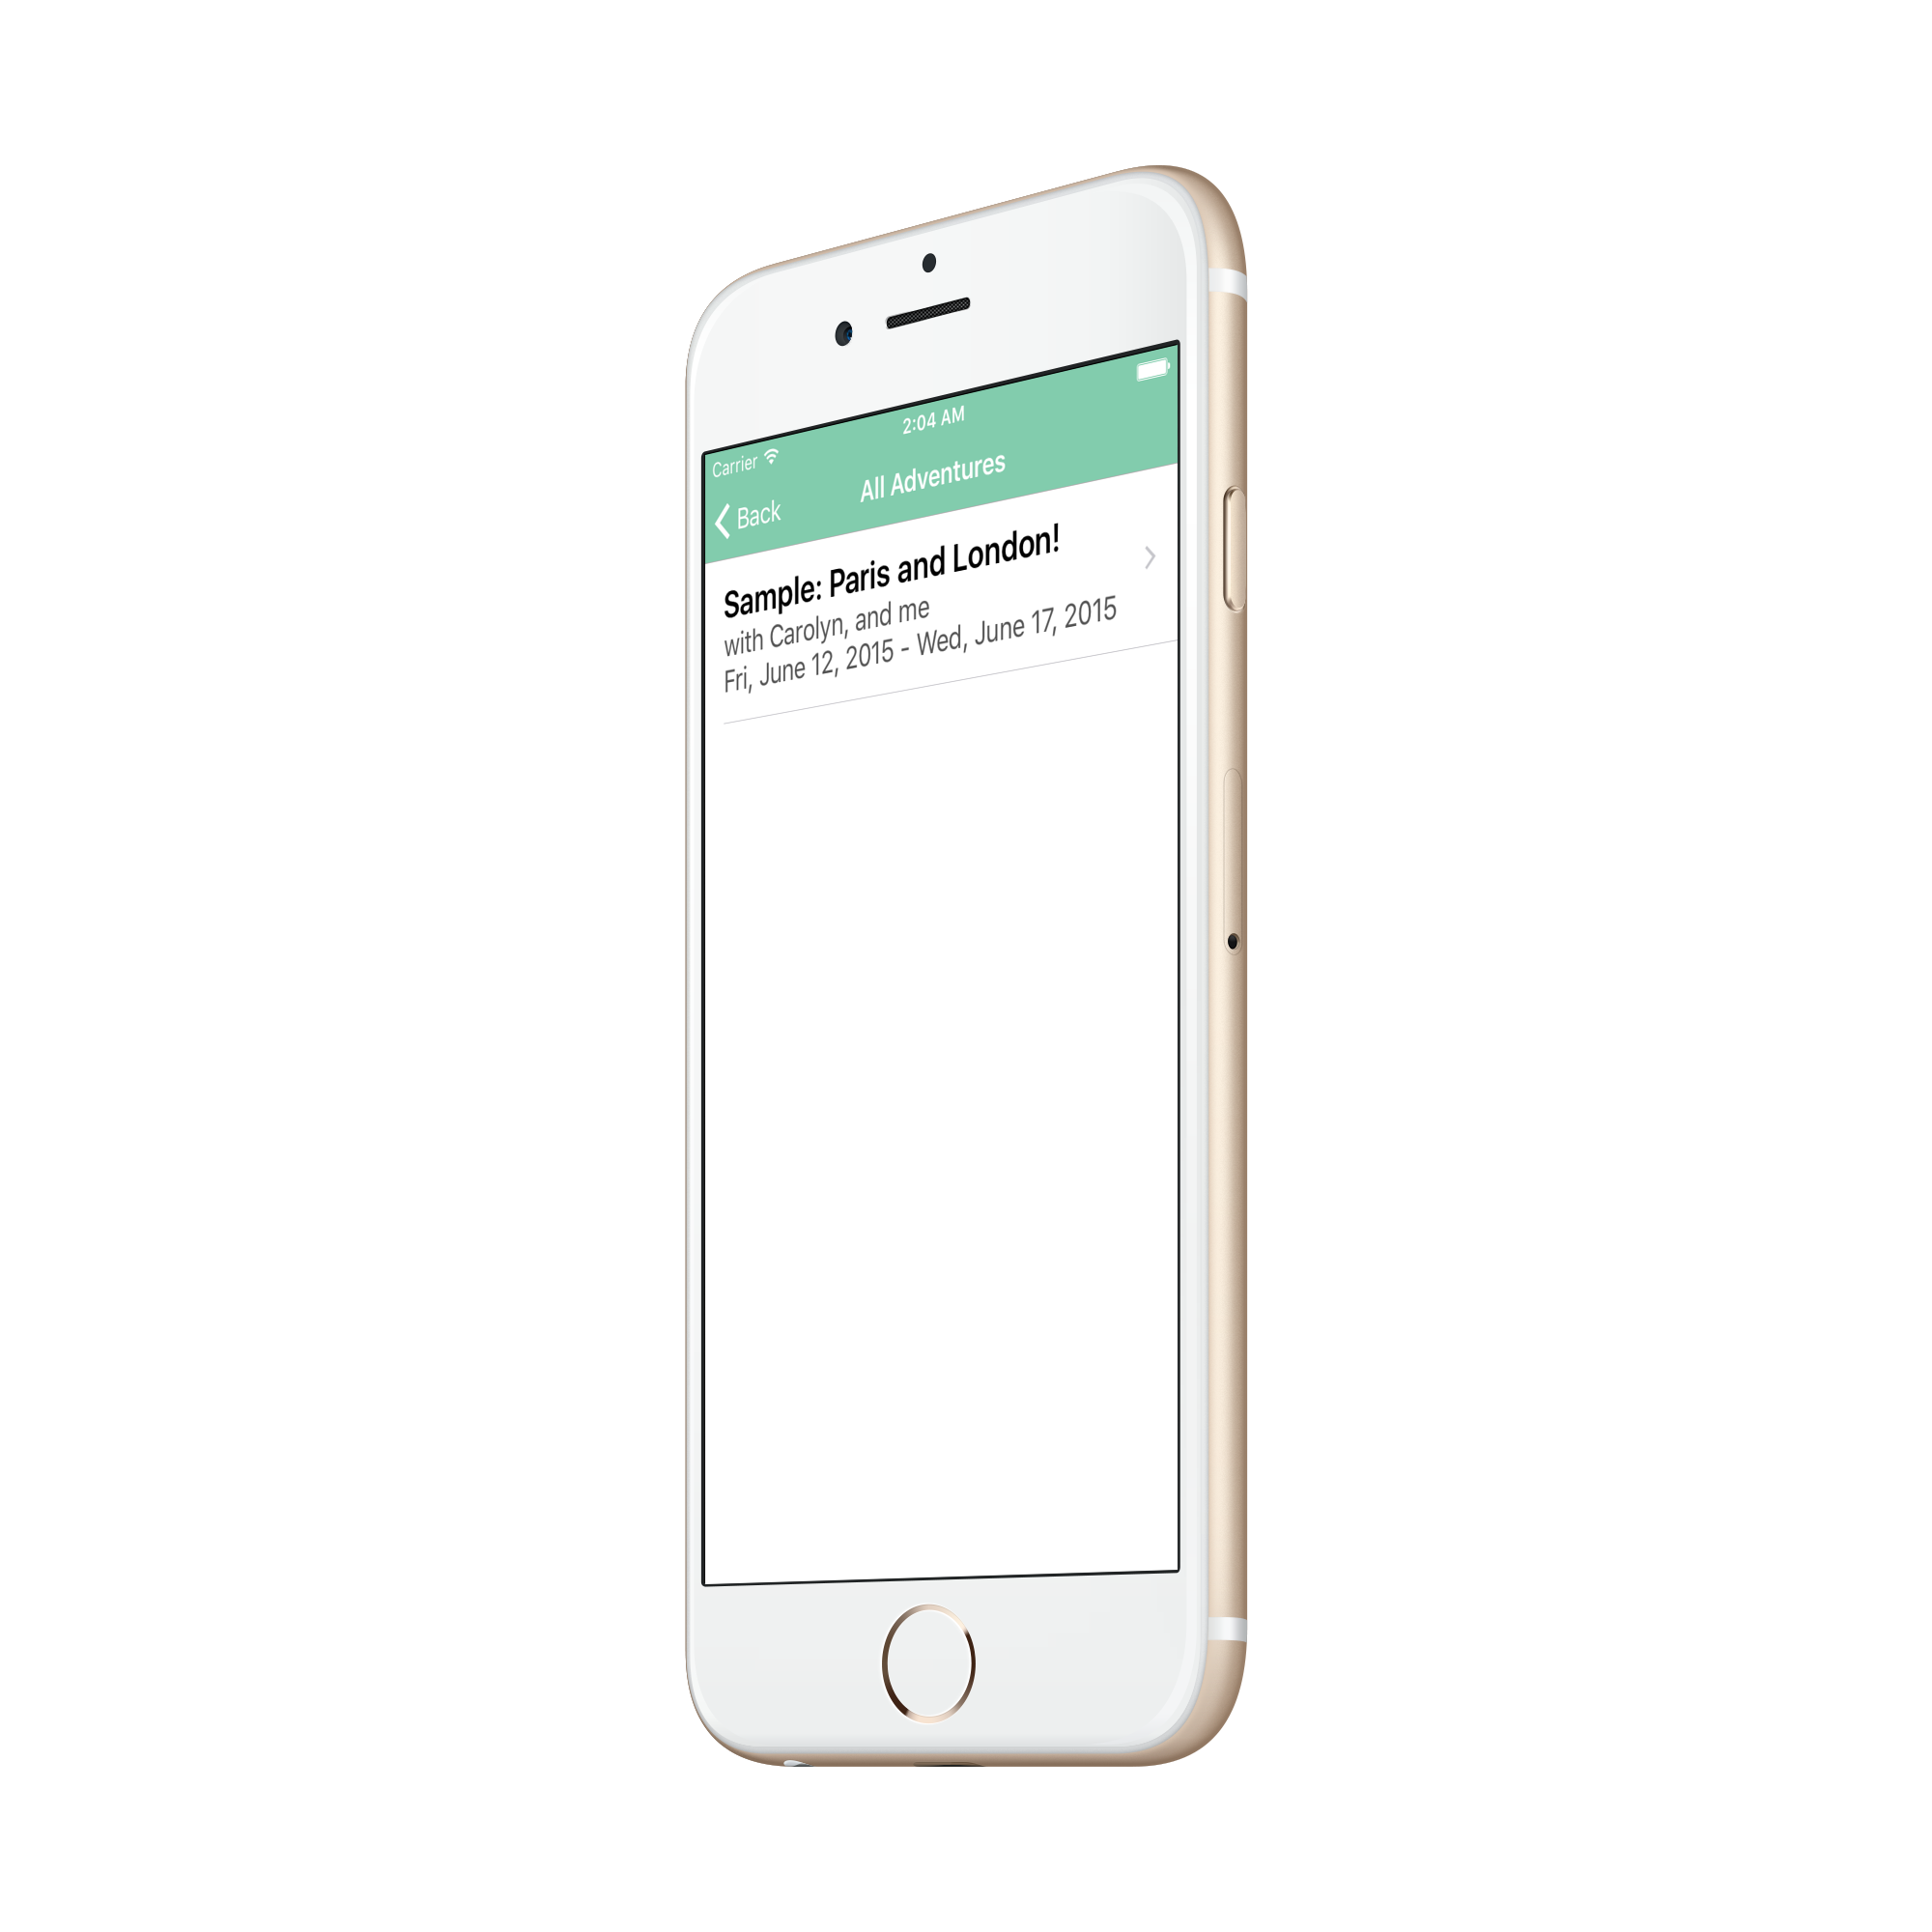 Carrier
2:04 AM
Back
All Adventures
Sample: Paris and London!
with Carolyn, and me
Fri, June 12, 2015 - Wed, June 17, 2015